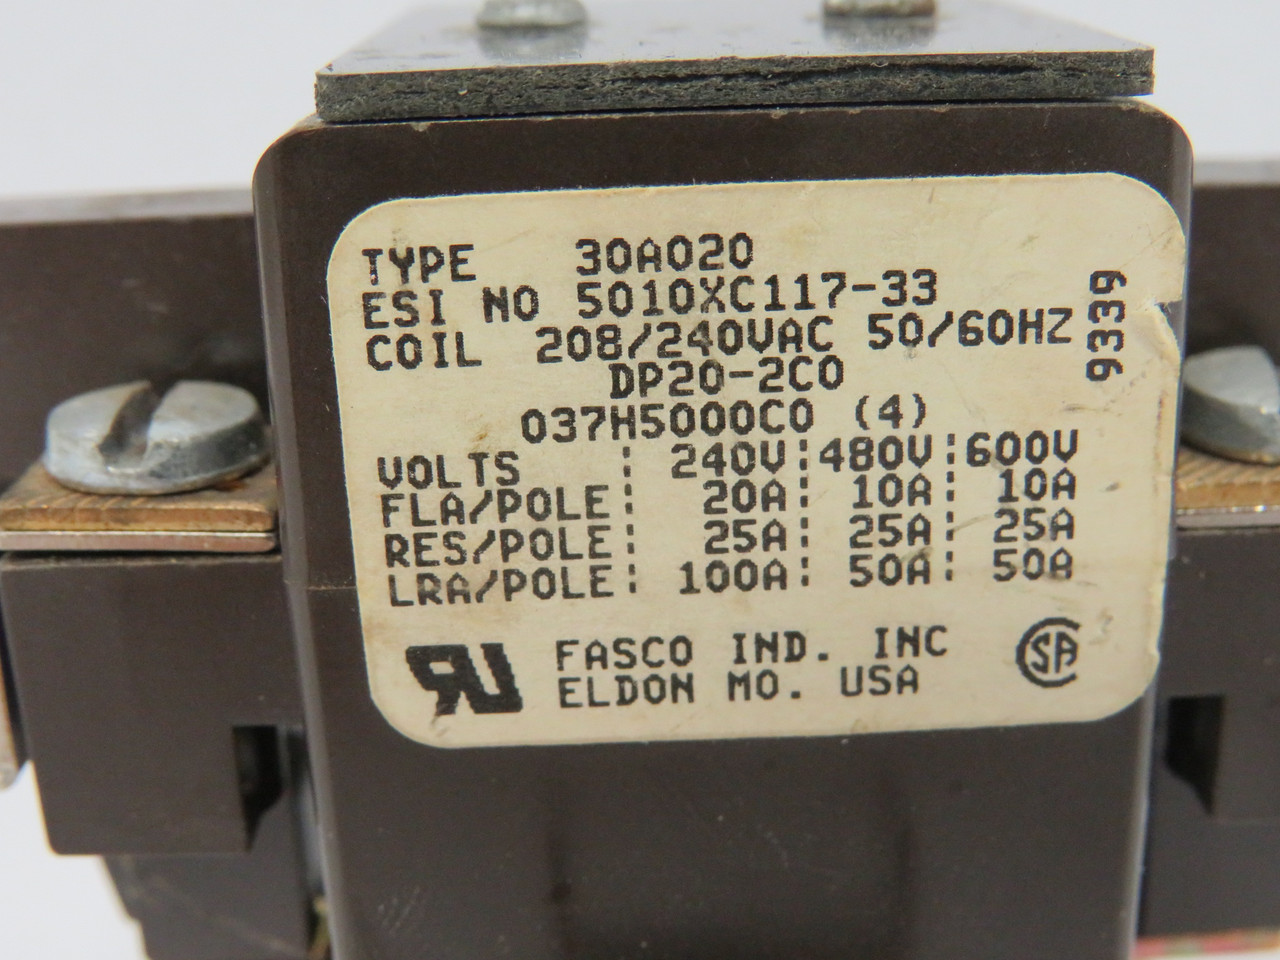 TYPE 30A020
ESI NO 5010XC117-33
COIL 208/240VAC 50/60HZ
DP20-2C0
037H5000C0 (4)
9339
VOLTS : 240V:480V:600V
FLA/POLE: 20A: 10A: 10A
RES/POLE: 25A: 25A: 25A
LRA/POLE: 100A: 50A: 50A
RU FASCO IND. INC
ELDON MO. USA
SA